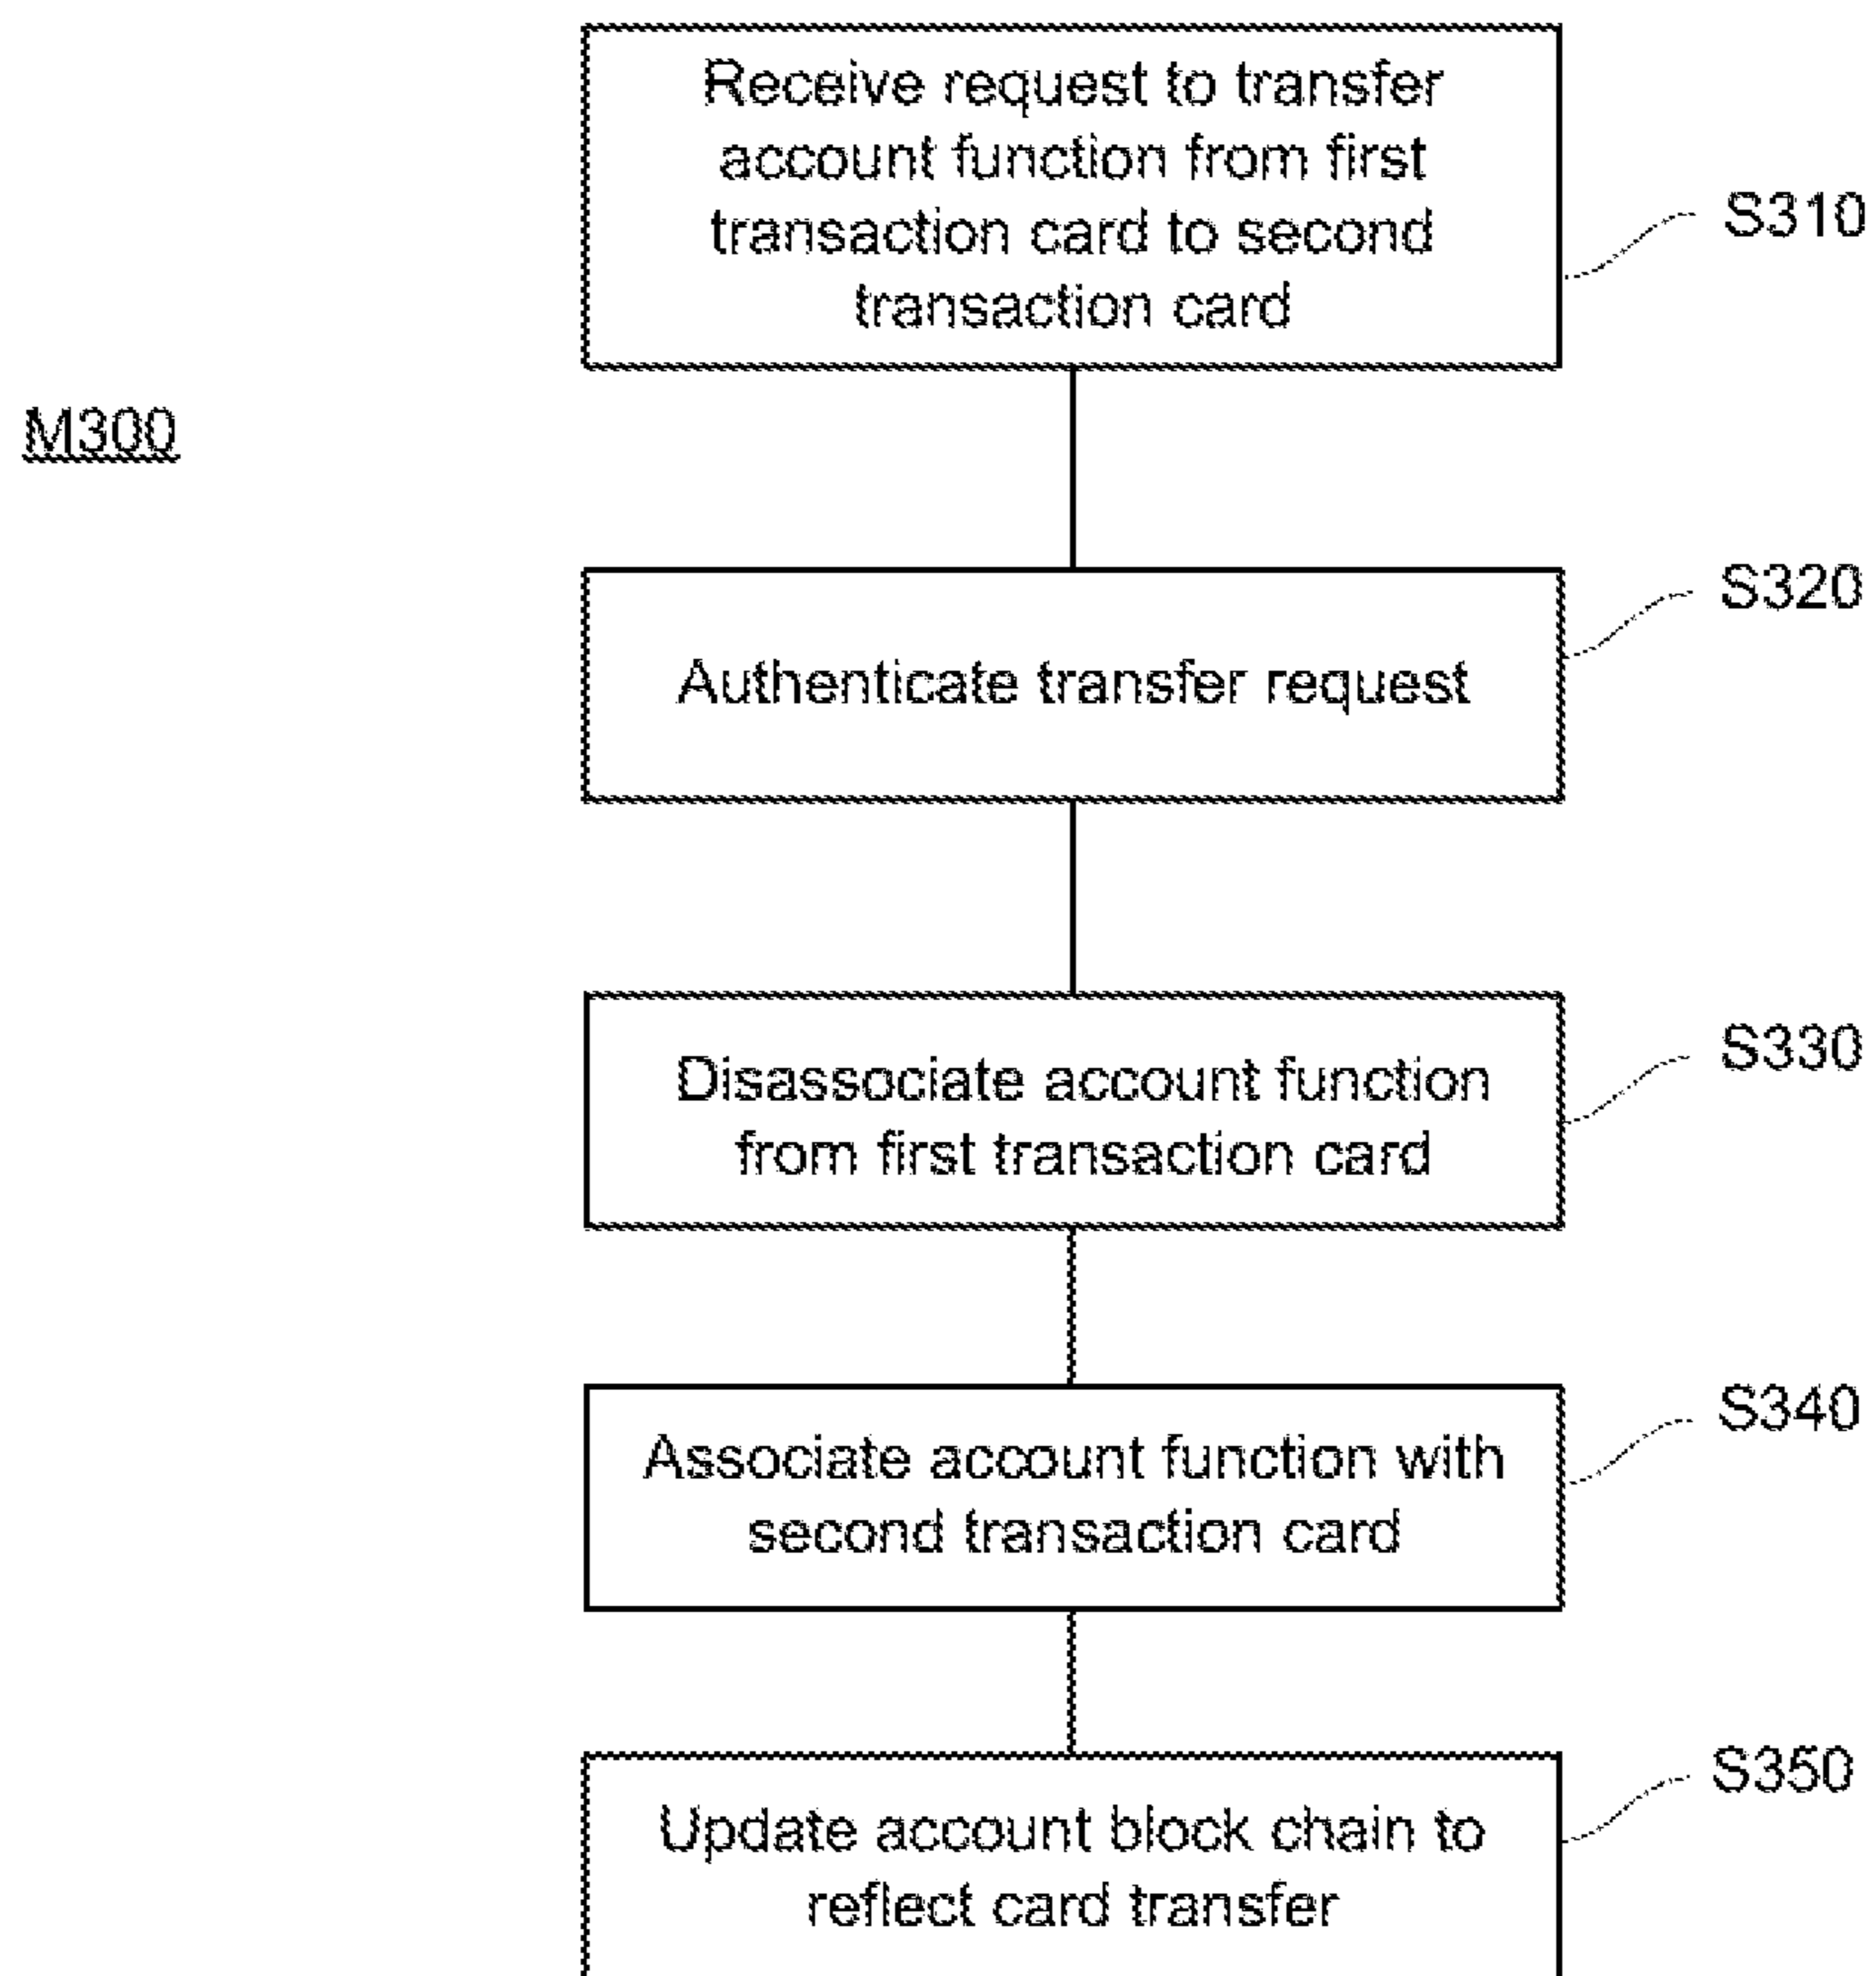 Receive request to transfer
account function from first
transaction card to second
transaction card
S310
M300
S320
Authenticate transfer request
S330
Disassociate account function
from first transaction card
S340
Associate account function with
second transaction card
S350
Update account block chain to
reflect card transfer